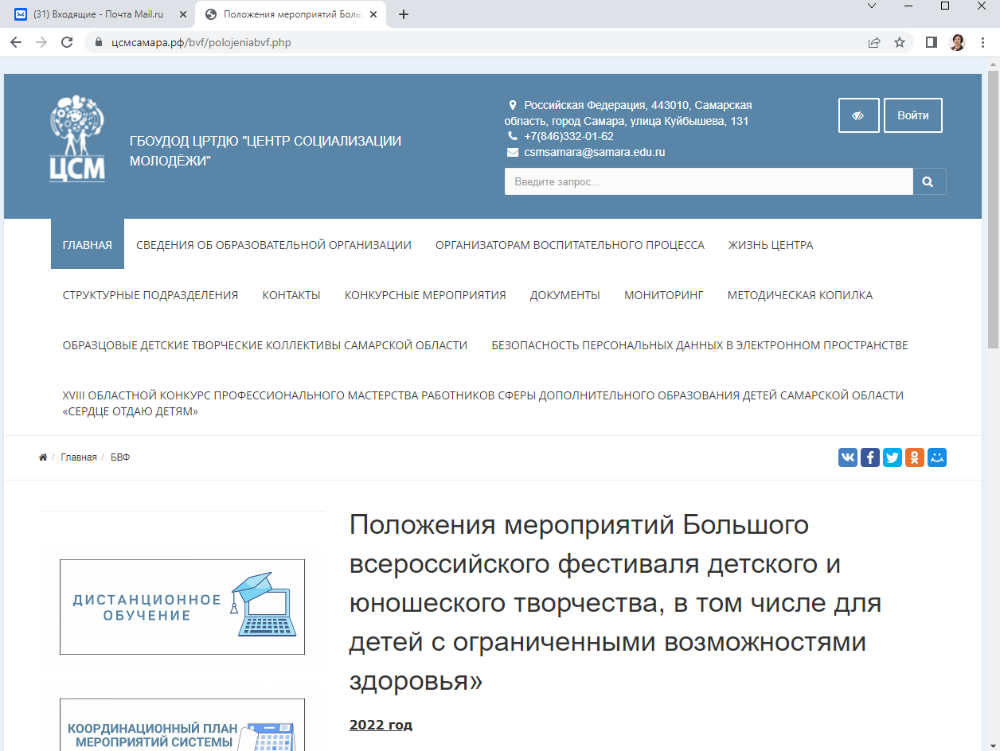 (31) Входящие - Почта Mail.ru
Положения мероприятий Боль
цсмсамара.рф/bvf/polojeniabvf.php
ЦСМ
ГБОУДОД ЦРТДЮ "ЦЕНТР СОЦИАЛИЗАЦИИ
МОЛОДЁЖИ"
Российская Федерация, 443010, Самарская
область, город Самара, улица Куйбышева, 131
+7(846)332-01-62
csmsamara@samara.edu.ru
Войти
Введите запрос...
ГЛАВНАЯ СВЕДЕНИЯ ОБ ОБРАЗОВАТЕЛЬНОЙ ОРГАНИЗАЦИИ ОРГАНИЗАТОРАМ ВОСПИТАТЕЛЬНОГО ПРОЦЕССА ЖИЗНЬ ЦЕНТРА
СТРУКТУРНЫЕ ПОДРАЗДЕЛЕНИЯ КОНТАКТЫ КОНКУРСНЫЕ МЕРОПРИЯТИЯ ДОКУМЕНТЫ МОНИТОРИНГ МЕТОДИЧЕСКАЯ КОПИЛКА
ОБРАЗЦОВЫЕ ДЕТСКИЕ ТВОРЧЕСКИЕ КОЛЛЕКТИВЫ САМАРСКОЙ ОБЛАСТИ БЕЗОПАСНОСТЬ ПЕРСОНАЛЬНЫХ ДАННЫХ В ЭЛЕКТРОННОМ ПРОСТРАНСТВЕ
XVIII ОБЛАСТНОЙ КОНКУРС ПРОФЕССИОНАЛЬНОГО МАСТЕРСТВА РАБОТНИКОВ СФЕРЫ ДОПОЛНИТЕЛЬНОГО ОБРАЗОВАНИЯ ДЕТЕЙ САМАРСКОЙ ОБЛАСТИ
«СЕРДЦЕ ОТДАЮ ДЕТЯМ»
/ Главная / БВФ
ДИСТАНЦИОННОЕ
ОБУЧЕНИЕ
КООРДИНАЦИОННЫЙ ПЛАН
МЕРОПРИЯТИЙ СИСТЕМЫ
Положения мероприятий Большого
всероссийского фестиваля детского и
юношеского творчества, в том числе для
детей с ограниченными возможностями
здоровья»
2022 год